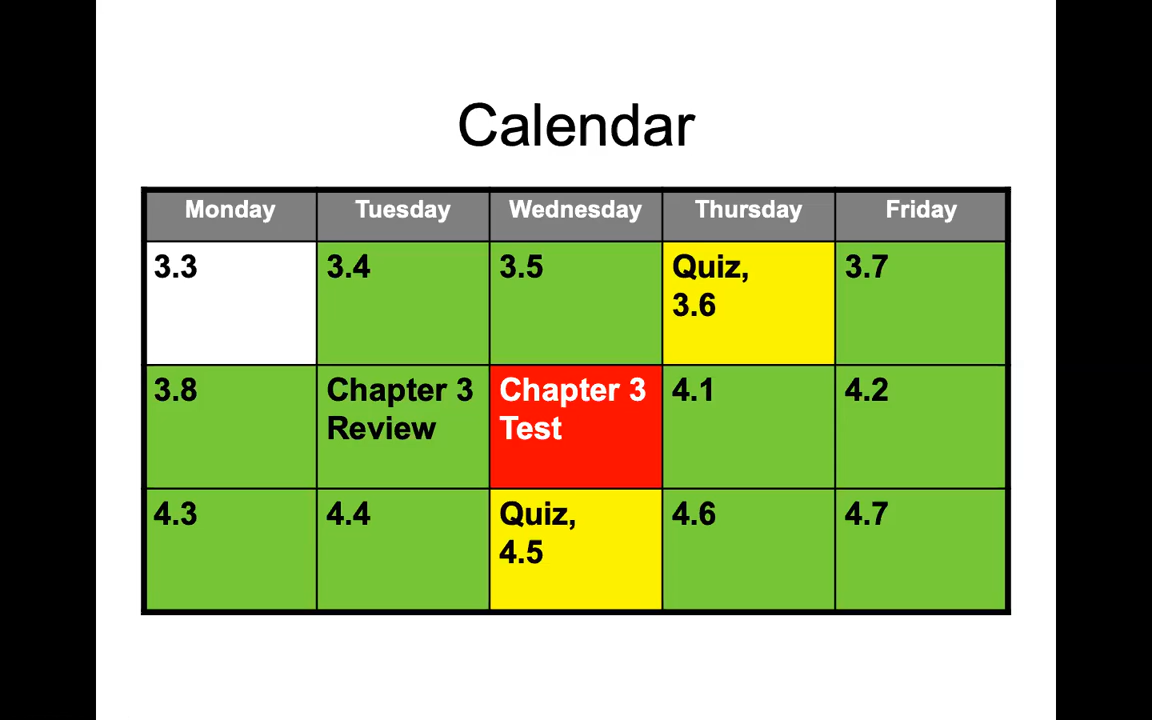 Calendar
Monday Tuesday Wednesday Thursday Friday
3.3 3.4 3.5 Quiz, 3.7
3.6
3.8 Chapter 3 Chapter 3 4.1 4.2
Review Test
4.3 4.4 Quiz, 4.6 4.7
4.5